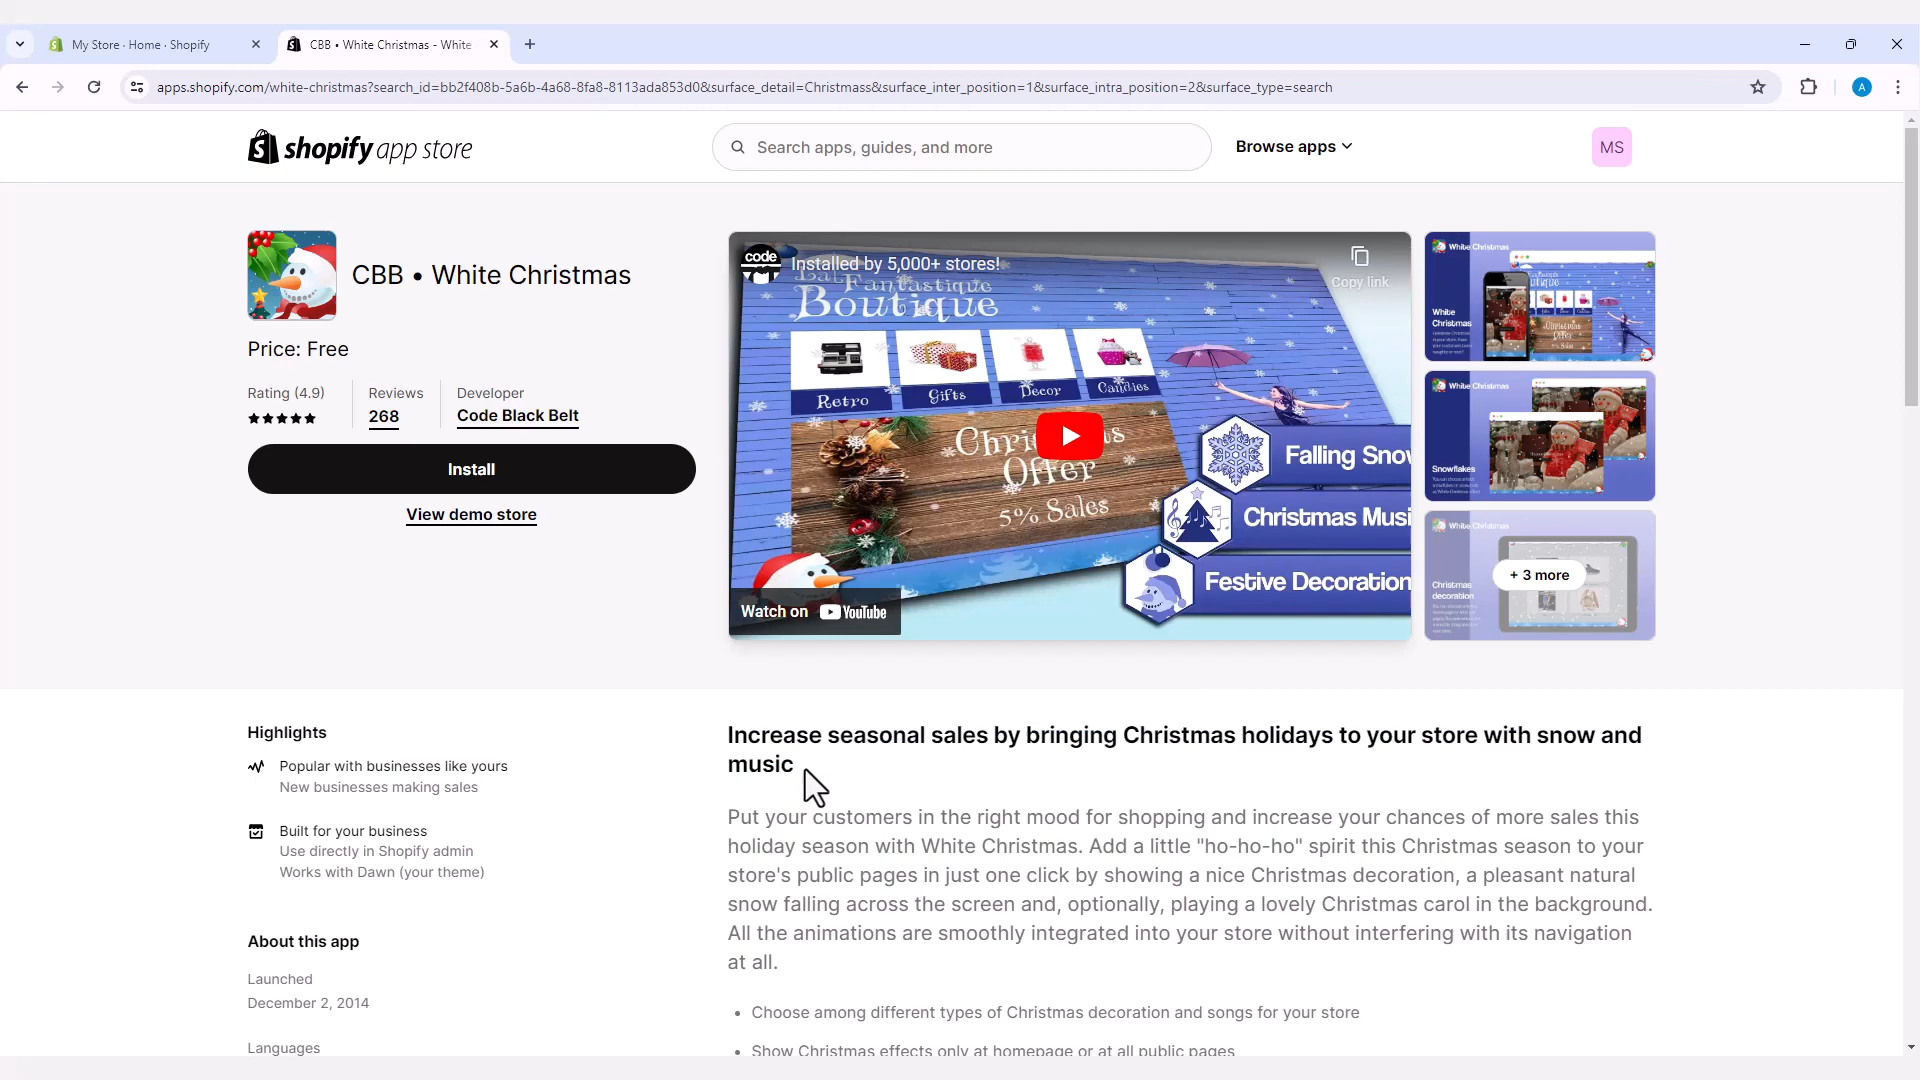 My Store · Home · Shopify
CBB • White Christmas - White
apps.shopify.com/white-christmas?search_id=bb2f408b-5a6b-4a68-8fa8-8113ada853d0&surface_detail=Christmass&surface_inter_position=1&surface_intra_position=2&surface_type=search
A
shopify app store
Search apps, guides, and more
Browse apps
MS
CBB • White Christmas
Price: Free
Rating (4.9)
Reviews
Developer
268
Code Black Belt
Install
View demo store
code
Installed by 5,000+ stores!
Copy link
Fantastique
Boutique
Retro
Gifts
Decor
Candies
Offer
5% Sales
Falling Snow
Christmas Musi
Festive Decoration
Watch on YouTube
White Christmas
White
Christmas
White Christmas
Snowflakes
White Christmas
Christmas
decoration
+ 3 more
Highlights
Popular with businesses like yours
New businesses making sales
Built for your business
Use directly in Shopify admin
Works with Dawn (your theme)
About this app
Launched
December 2, 2014
Languages
Increase seasonal sales by bringing Christmas holidays to your store with snow and
music
Put your customers in the right mood for shopping and increase your chances of more sales this
holiday season with White Christmas. Add a little "ho-ho-ho" spirit this Christmas season to your
store's public pages in just one click by showing a nice Christmas decoration, a pleasant natural
snow falling across the screen and, optionally, playing a lovely Christmas carol in the background.
All the animations are smoothly integrated into your store without interfering with its navigation
at all.
• Choose among different types of Christmas decoration and songs for your store
• Show Christmas effects only at homepage or at all public pages